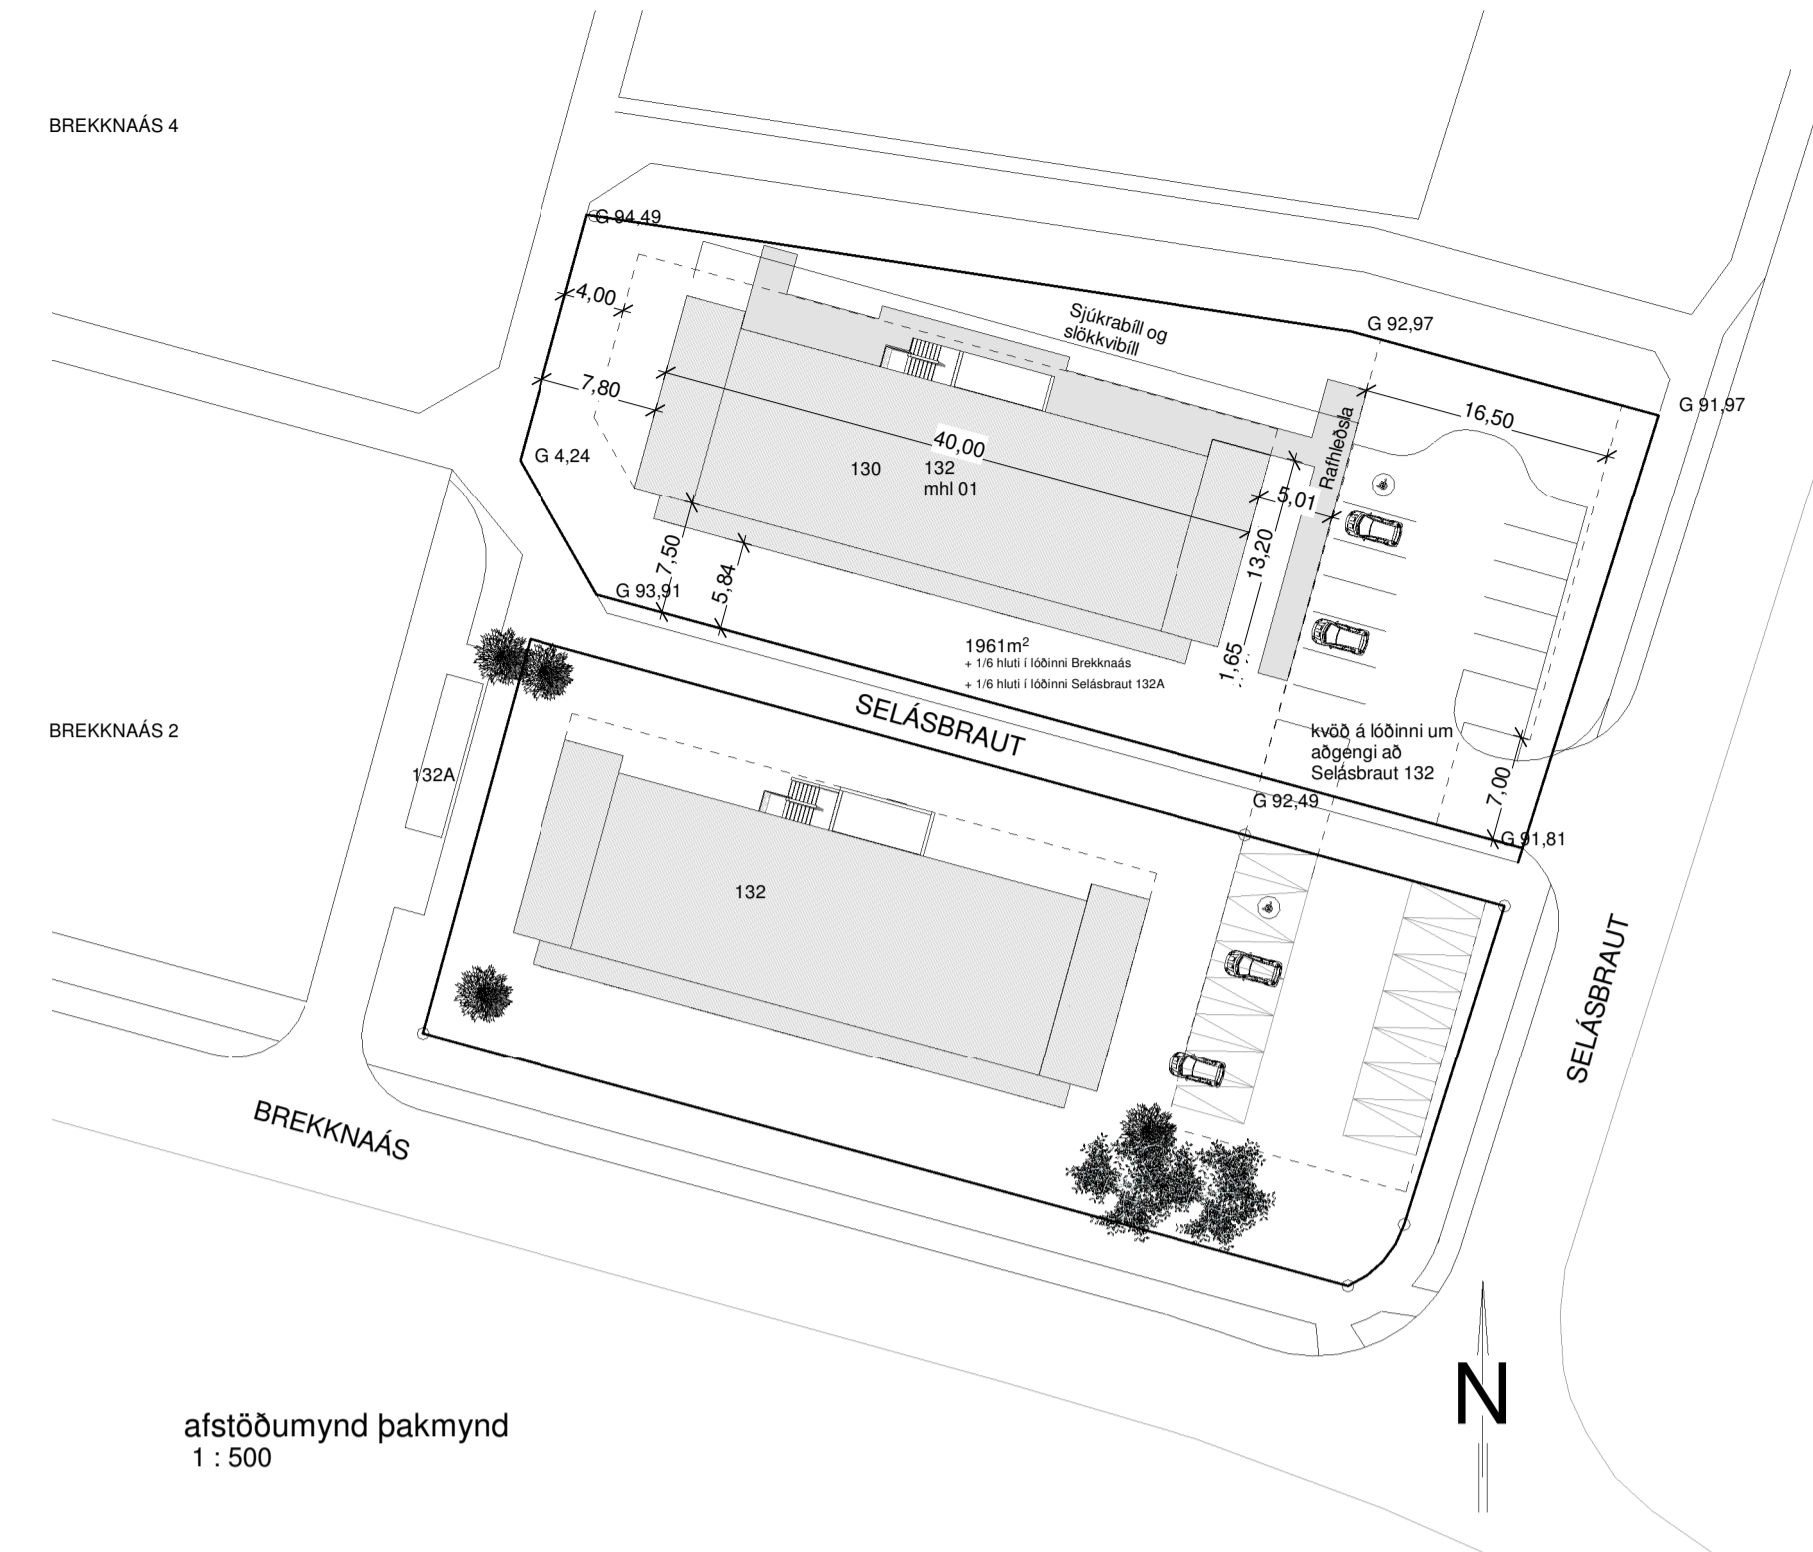 BREKKNAÁS 4
G 94,49
4,00
Sjúkrabíll og
slökkvibíll
G 92,97
7,80
16,50
G 91,97
40,00
Rafhleðsla
G 4,24
130
132
mhl 01
5,01
7,50
13,20
5,84
G 93,91
1,65
1961m²
+ 1/6 hluti í lóðinni Brekknaás
+ 1/6 hluti í lóðinni Selásbraut 132A
SELÁSBRAUT
kvöð á lóðinni um
aðgengi að
Selásbraut 132
7,00
G 92,49
G 91,81
BREKKNAÁS 2
132A
132
SELÁSBRAUT
BREKKNAÁS
N
afstöðumynd þakmynd
1 : 500